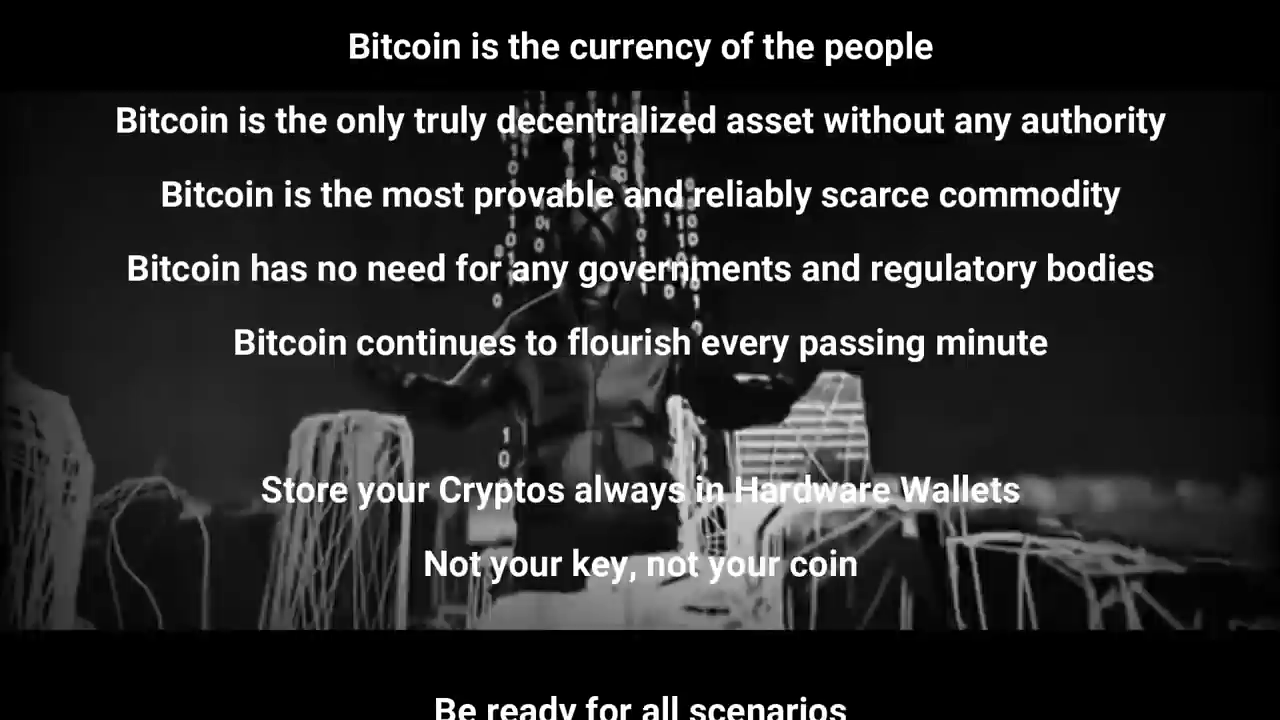 Bitcoin is the currency of the people
Bitcoin is the only truly decentralized asset without any authority
Bitcoin is the most provable and reliably scarce commodity
Bitcoin has no need for any governments and regulatory bodies
Bitcoin continues to flourish every passing minute
Store your Cryptos always in Hardware Wallets
Not your key, not your coin
Be ready for all scenarios